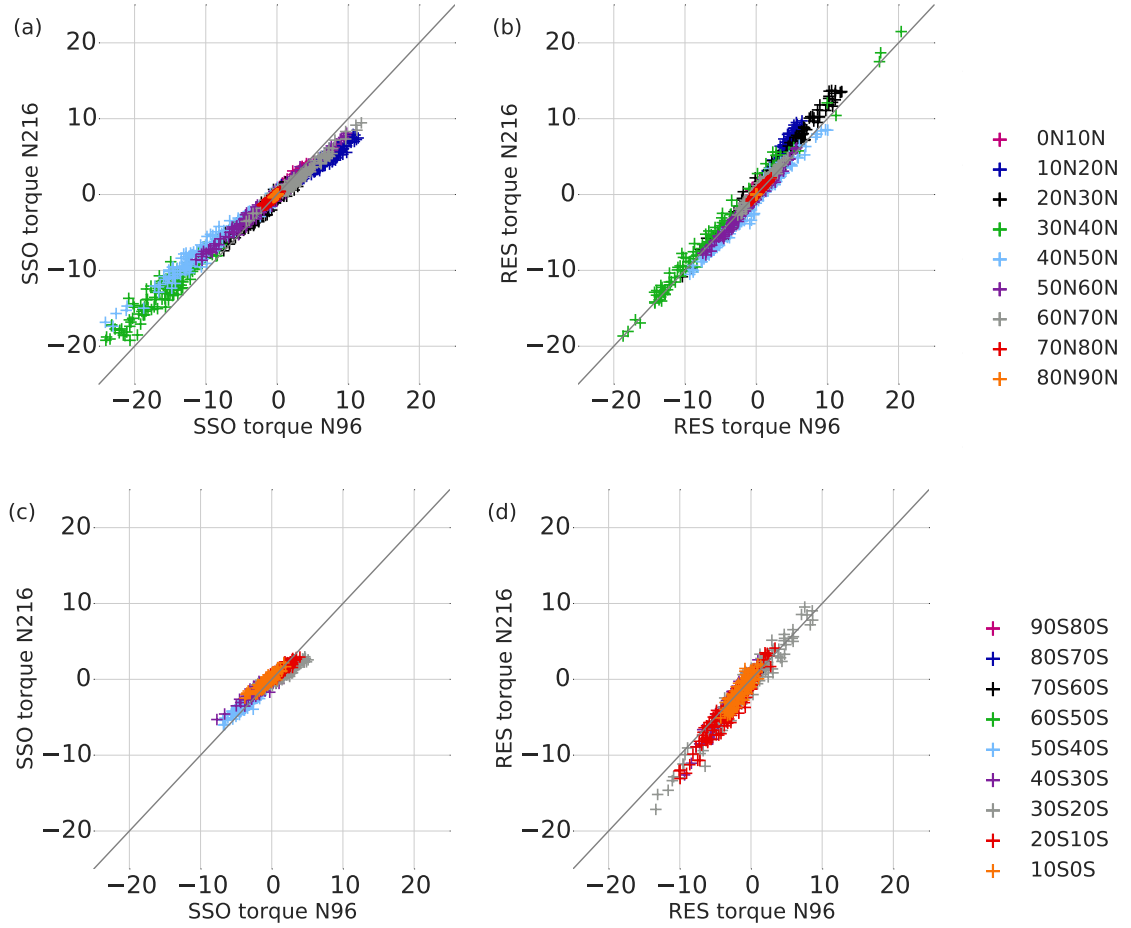 (a)
20
10
0
−10
−20
SSO torque N216
−20 −10 0 10 20
SSO torque N96
(b)
20
10
0
−10
−20
RES torque N216
−20 −10 0 10 20
RES torque N96
0N10N
10N20N
20N30N
30N40N
40N50N
50N60N
60N70N
70N80N
80N90N
(c)
20
10
0
−10
−20
SSO torque N216
−20 −10 0 10 20
SSO torque N96
(d)
20
10
0
−10
−20
RES torque N216
−20 −10 0 10 20
RES torque N96
90S80S
80S70S
70S60S
60S50S
50S40S
40S30S
30S20S
20S10S
10S0S